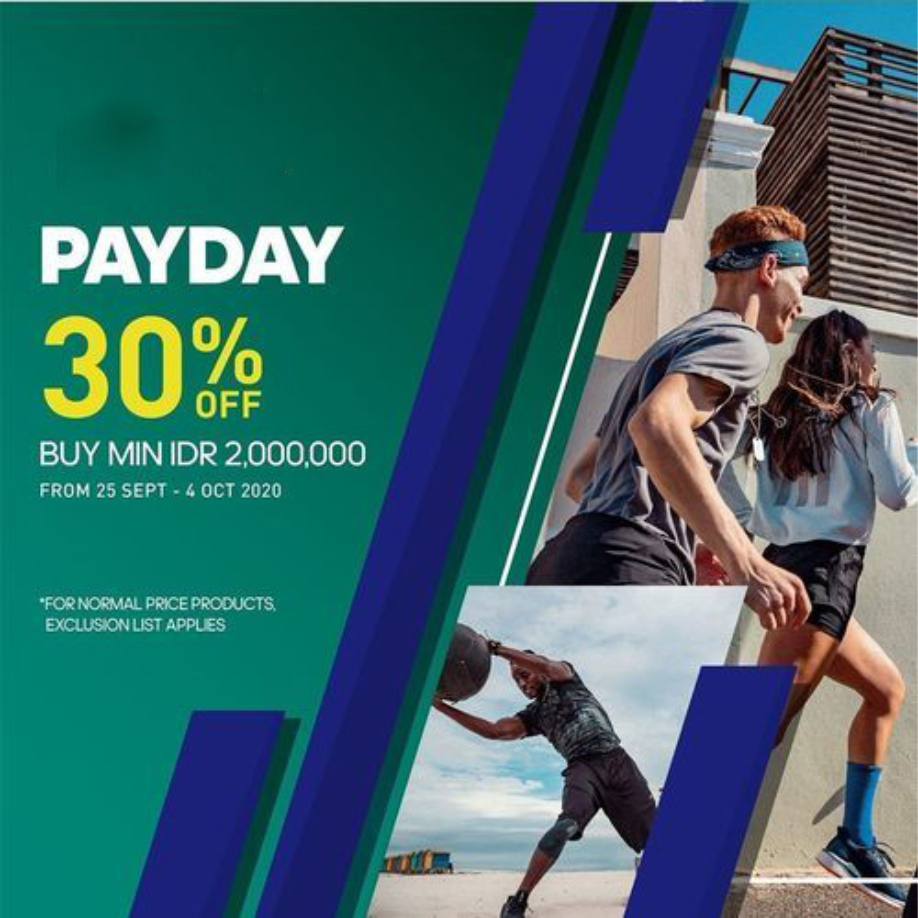 PAYDAY
30%
OFF
BUY MIN IDR 2,000,000
FROM 25 SEPT - 4 OCT 2020
*FOR NORMAL PRICE PRODUCTS,
EXCLUSION LIST APPLIES